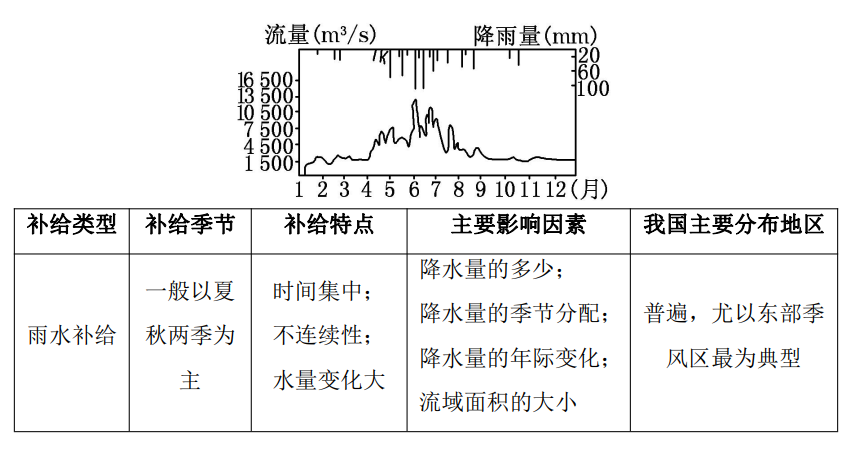 流量(m³/s) 降雨量(mm)
20
60
100
16 500
13 500
10 500
7 500
4 500
1 500
1 2 3 4 5 6 7 8 9 10 11 12(月)
补给类型 补给季节 补给特点 主要影响因素 我国主要分布地区
雨水补给
一般以夏
秋两季为
主
时间集中；
不连续性；
水量变化大
降水量的多少；
降水量的季节分配；
降水量的年际变化；
流域面积的大小
普遍，尤以东部季
风区最为典型